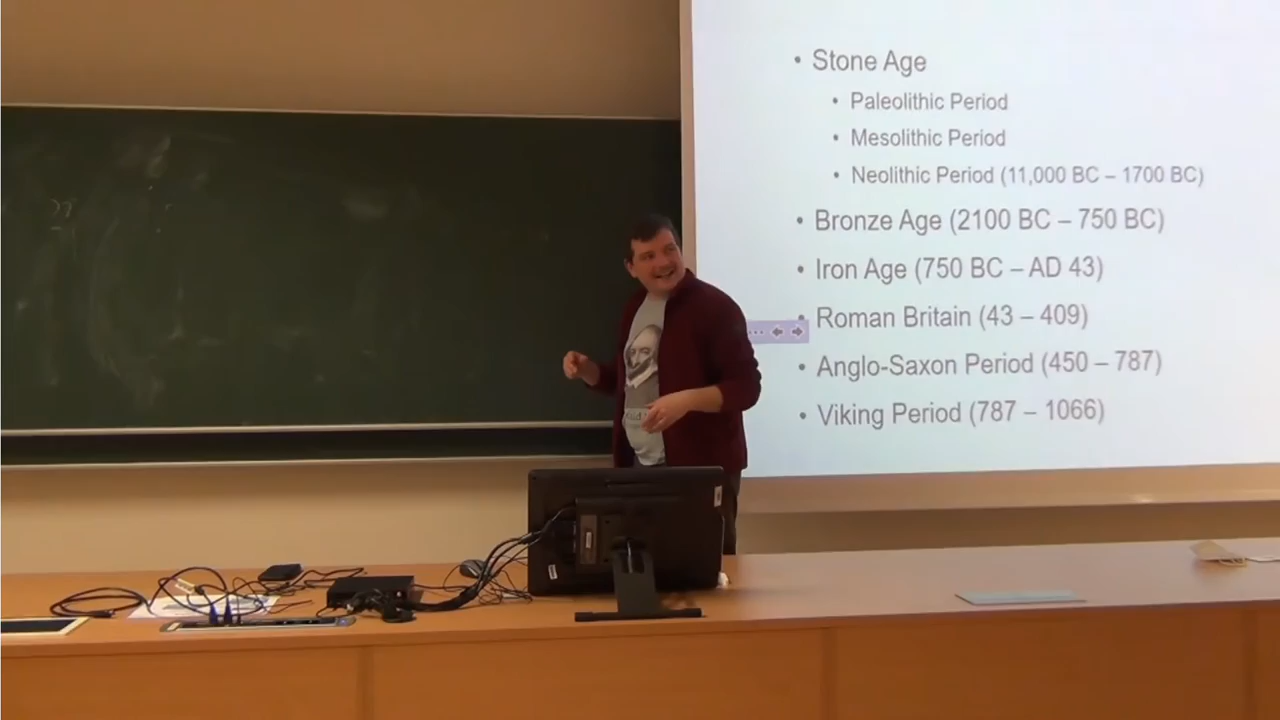 • Stone Age
• Paleolithic Period
• Mesolithic Period
• Neolithic Period (11,000 BC – 1700 BC)
• Bronze Age (2100 BC – 750 BC)
• Iron Age (750 BC – AD 43)
• Roman Britain (43 – 409)
• Anglo-Saxon Period (450 – 787)
• Viking Period (787 – 1066)